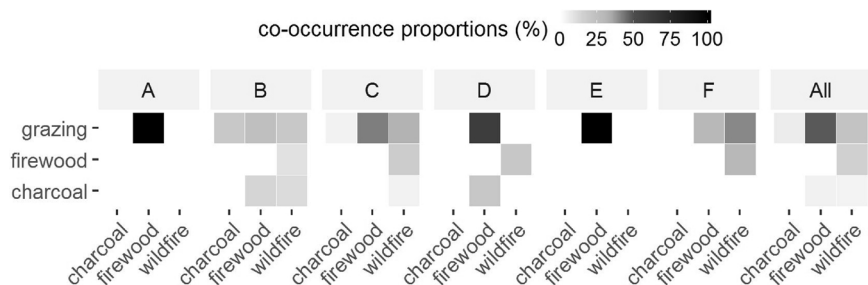 co-occurrence proportions (%)
0 25 50 75 100
A B C D E F All
grazing
firewood
charcoal
charcoal firewood wildfire charcoal firewood wildfire charcoal firewood wildfire charcoal firewood wildfire charcoal firewood wildfire charcoal firewood wildfire charcoal firewood wildfire